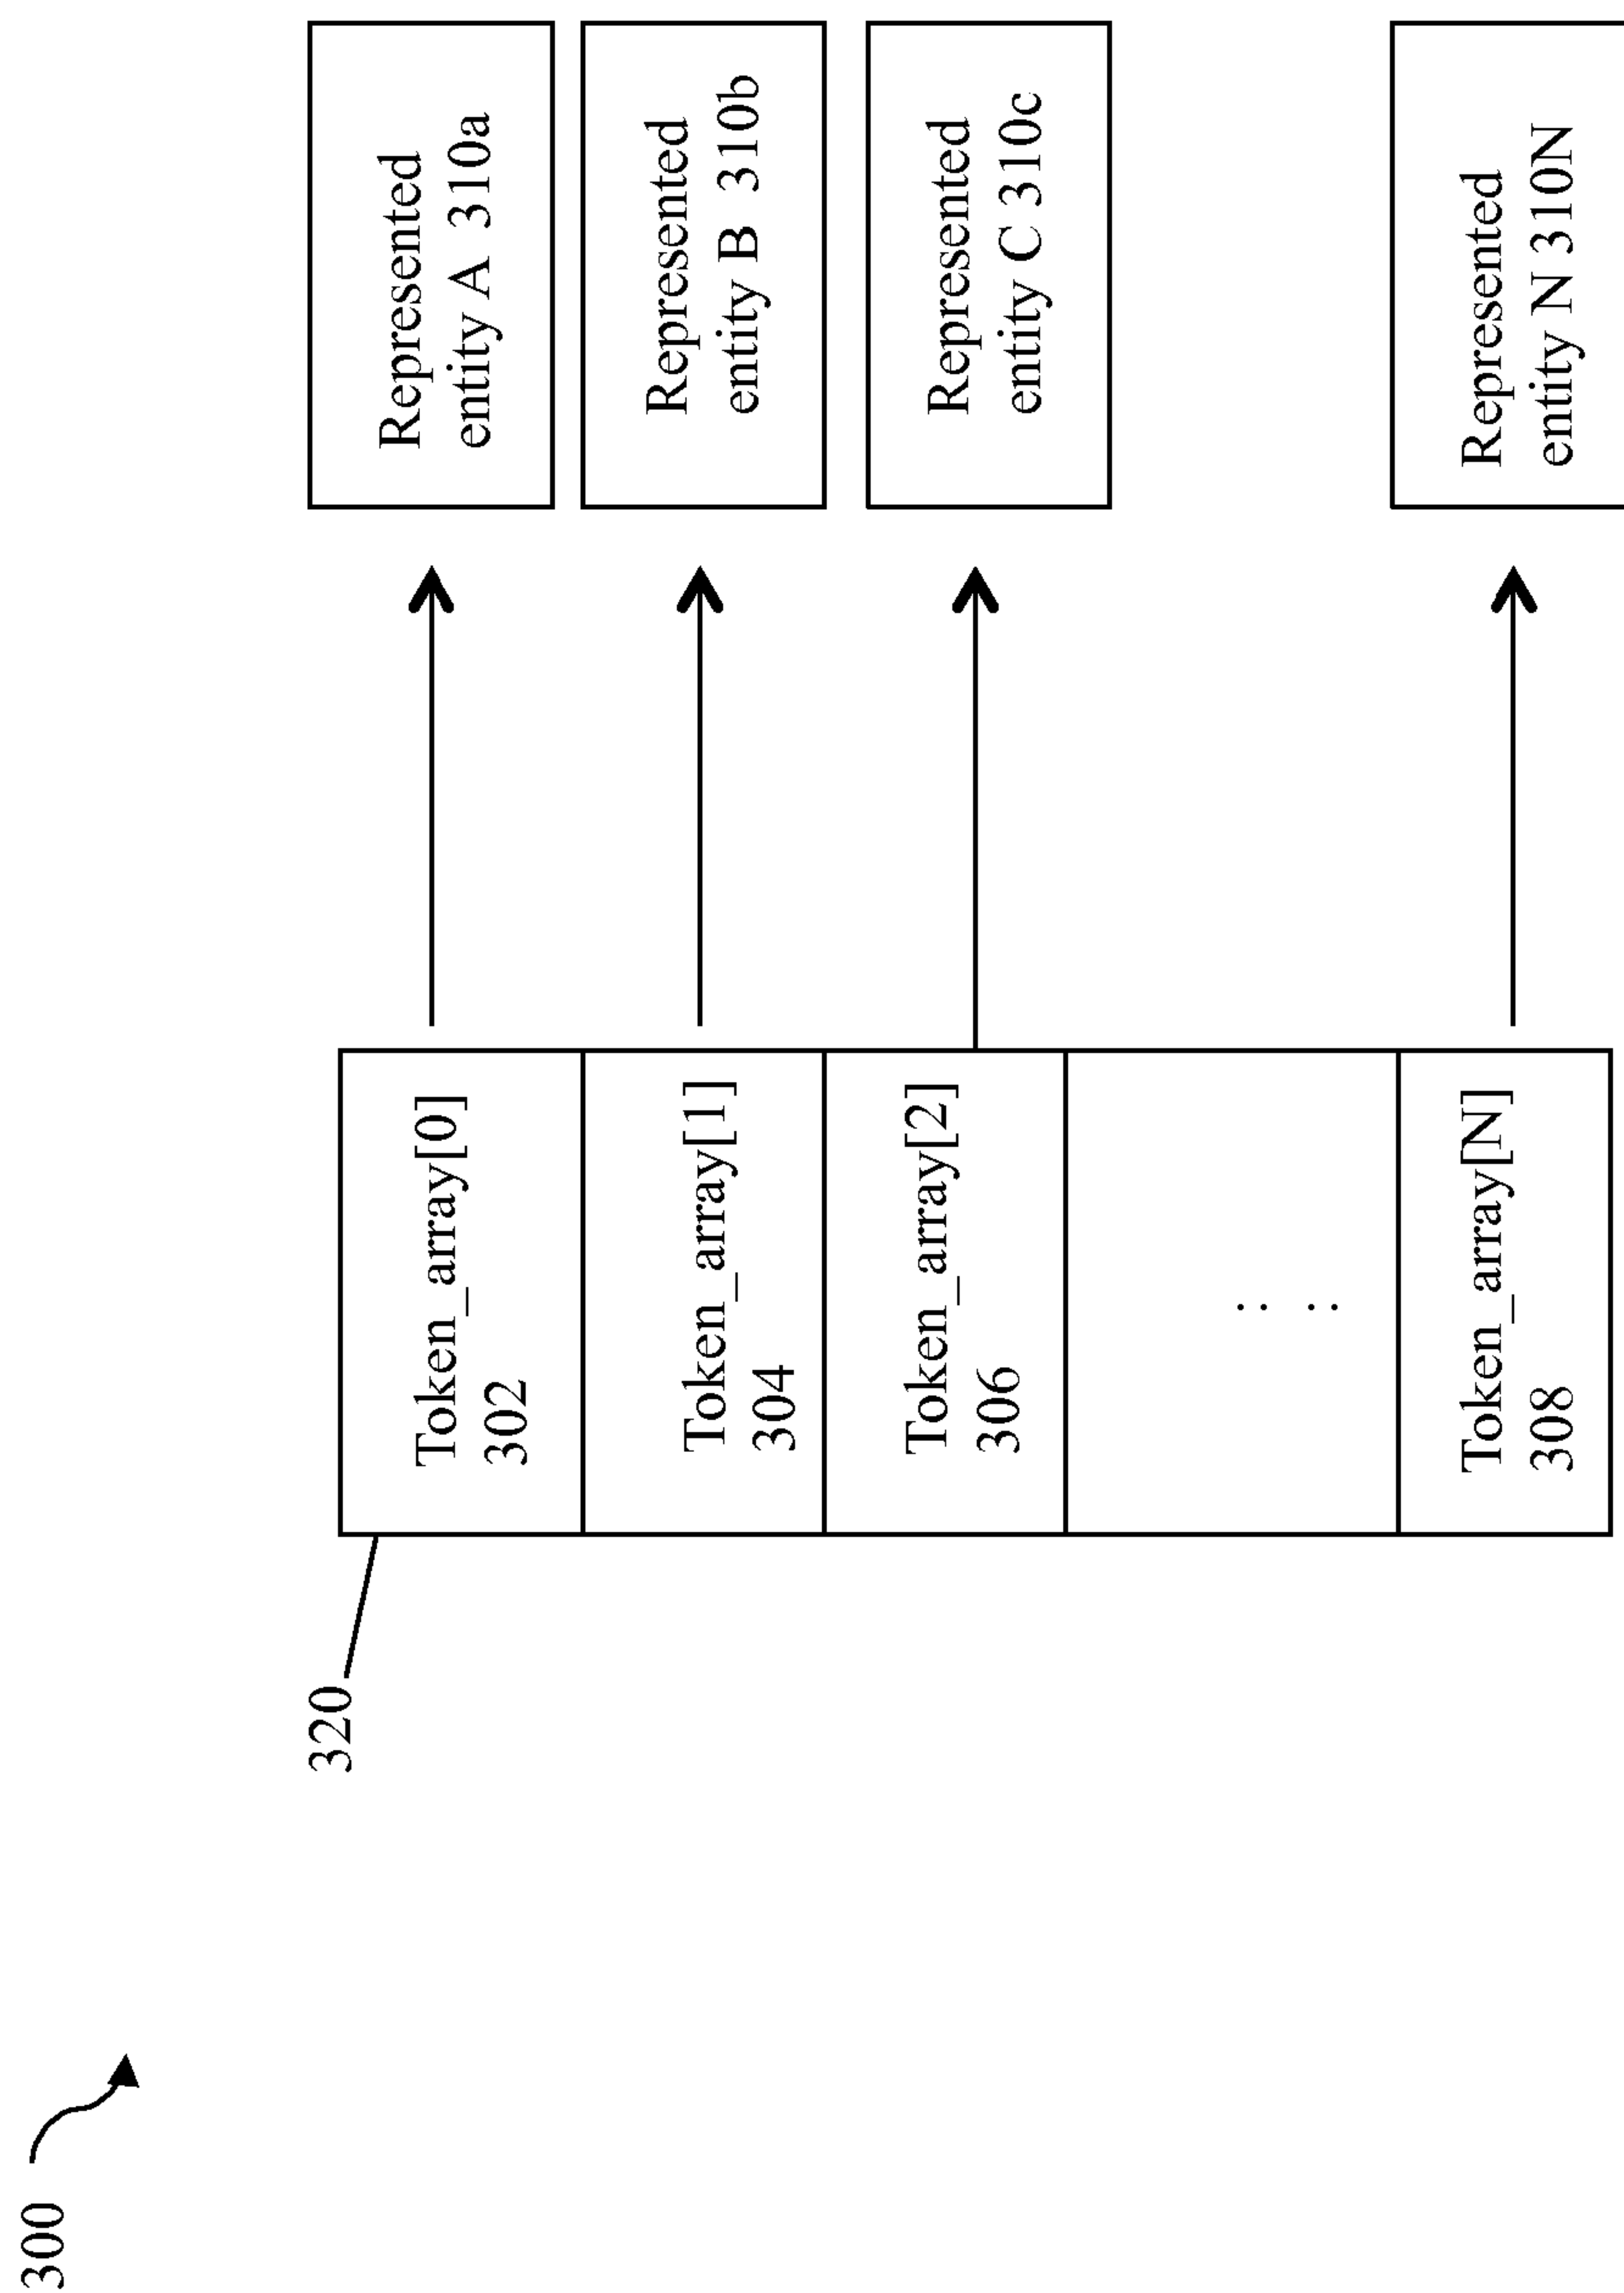 300
320
Token_array[0]
302
Represented
entity A 310a
Token_array[1]
304
Represented
entity B 310b
Token_array[2]
306
Represented
entity C 310c
: :
Token_array[N]
308
Represented
entity N 310N